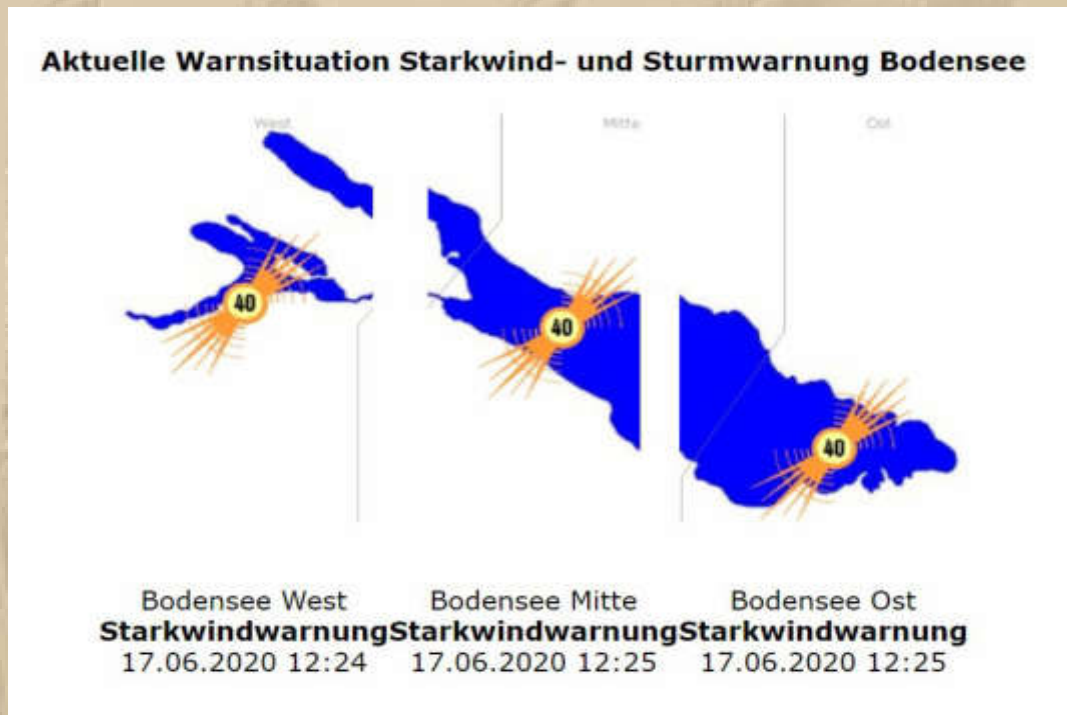 Aktuelle Warnsituation Starkwind- und Sturmwarnung Bodensee
West
Mitte
Ost
40
40
40
Bodensee West
Starkwindwarnung
17.06.2020 12:24
Bodensee Mitte
Starkwindwarnung
17.06.2020 12:25
Bodensee Ost
Starkwindwarnung
17.06.2020 12:25